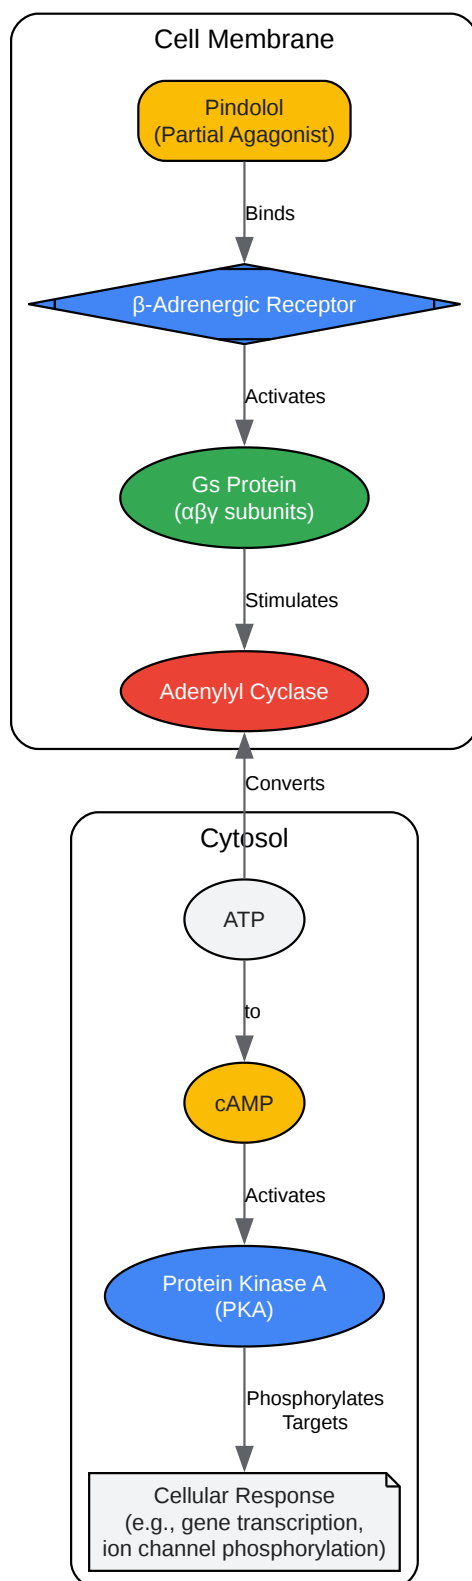 Cell Membrane
Pindolol
(Partial Agagonist)
Binds
β-Adrenergic Receptor
Activates
Gs Protein
(αβγ subunits)
Stimulates
Adenylyl Cyclase
Converts
Cytosol
ATP
to
cAMP
Activates
Protein Kinase A
(PKA)
Phosphorylates
Targets
Cellular Response
(e.g., gene transcription,
ion channel phosphorylation)